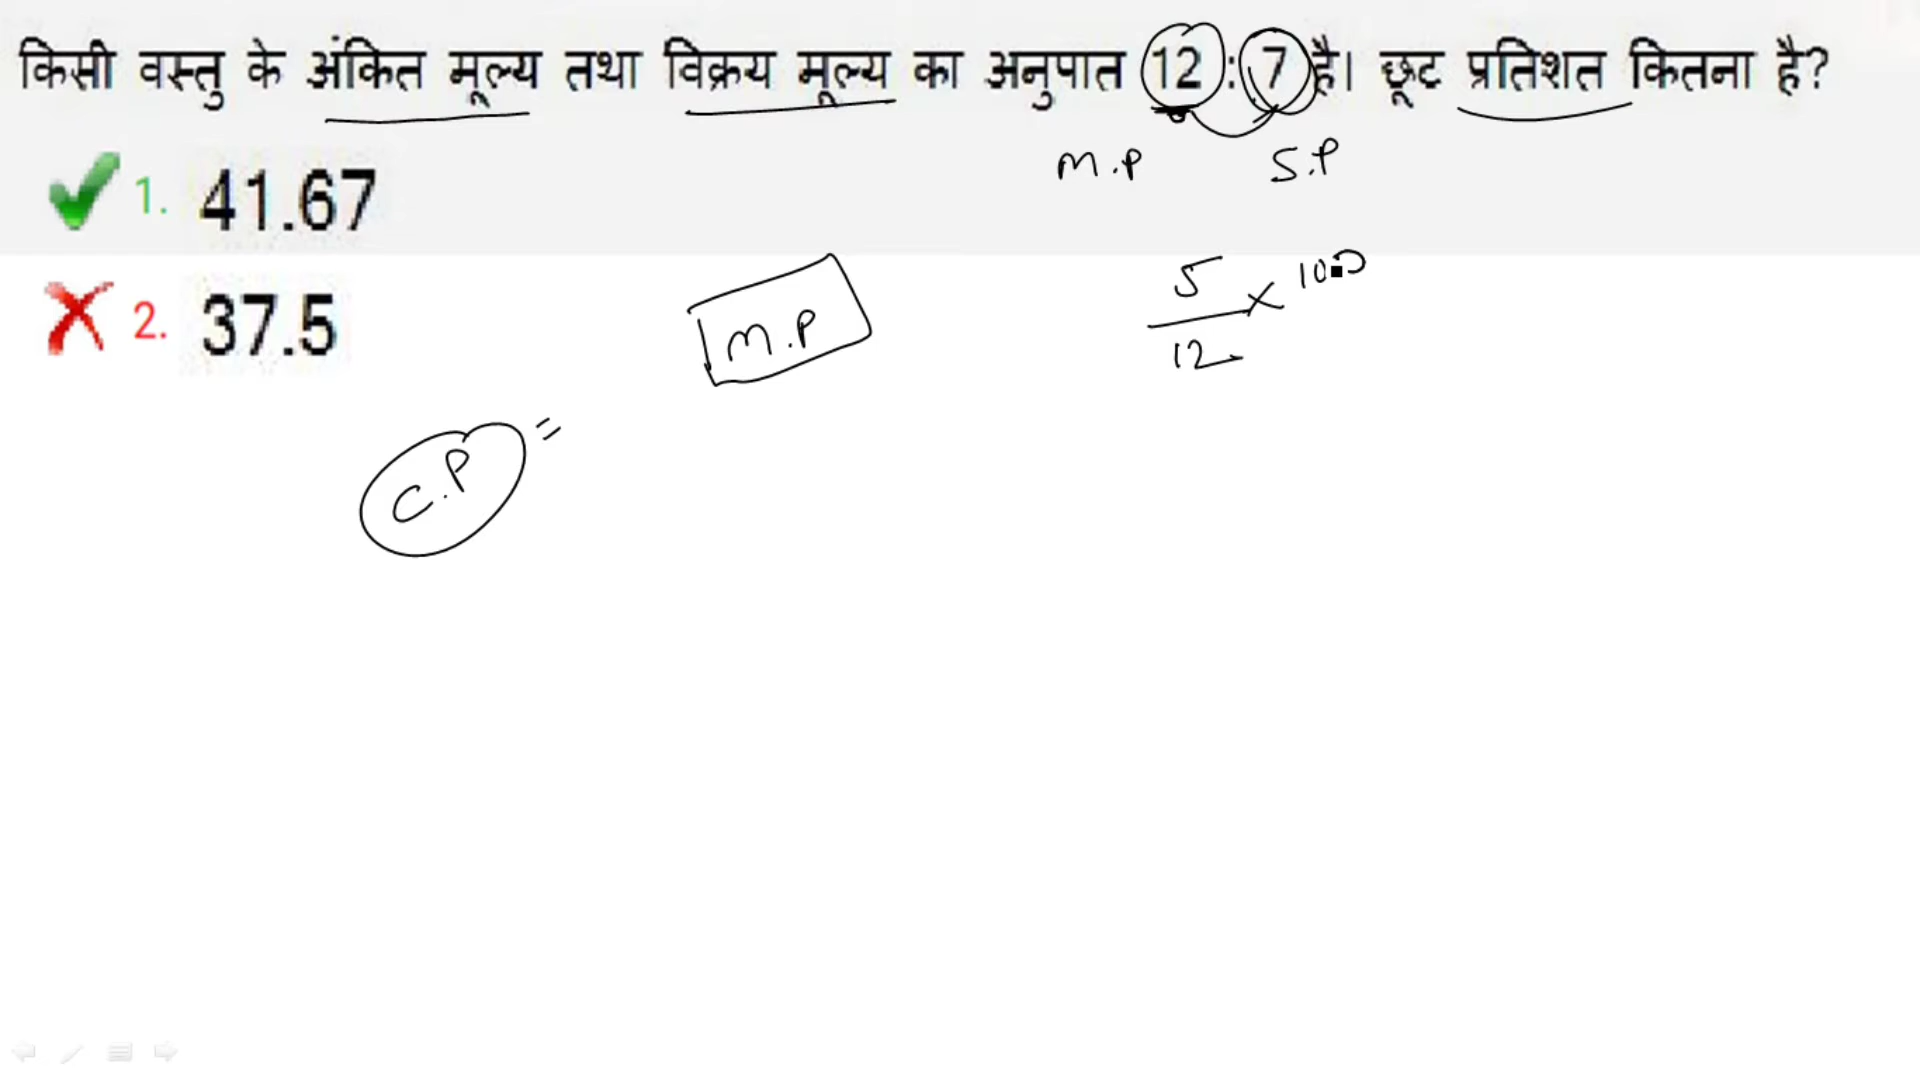 किसी वस्तु के अंकित मूल्य तथा विक्रय मूल्य का अनुपात 12 : 7 है। छूट प्रतिशत कितना है?
M.P S.P
1. 41.67
5/12 × 100
2. 37.5
M.P
C.P =